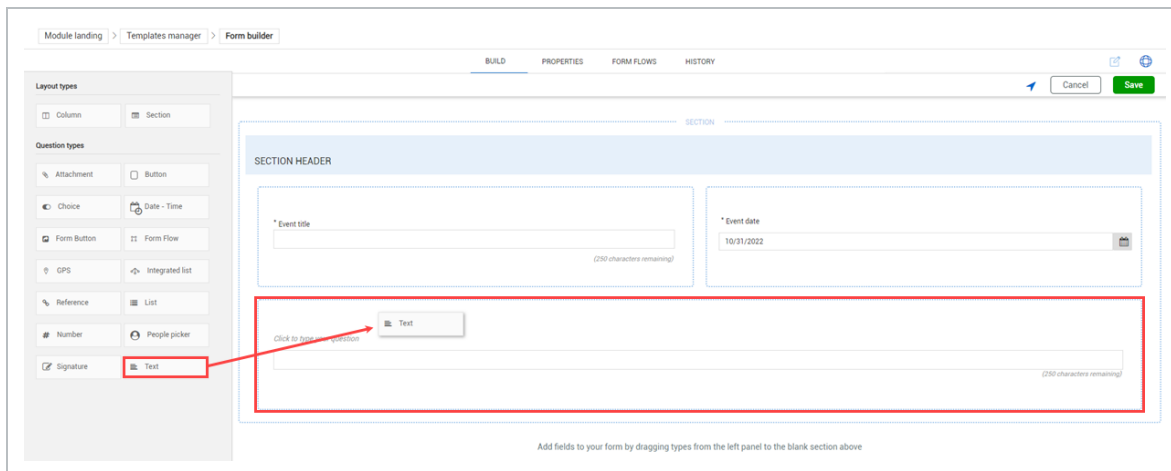 Module landing > Templates manager > Form builder
BUILD PROPERTIES FORM FLOWS HISTORY
Layout types
Cancel Save
Column Section
SECTION
Question types
SECTION HEADER
Attachment Button
Choice Date - Time
* Event title
* Event date
Form Button Form Flow
10/31/2022
(250 characters remaining)
GPS Integrated list
Reference List
Text
# Number People picker
Click to type your question
Signature Text
(250 characters remaining)
Add fields to your form by dragging types from the left panel to the blank section above